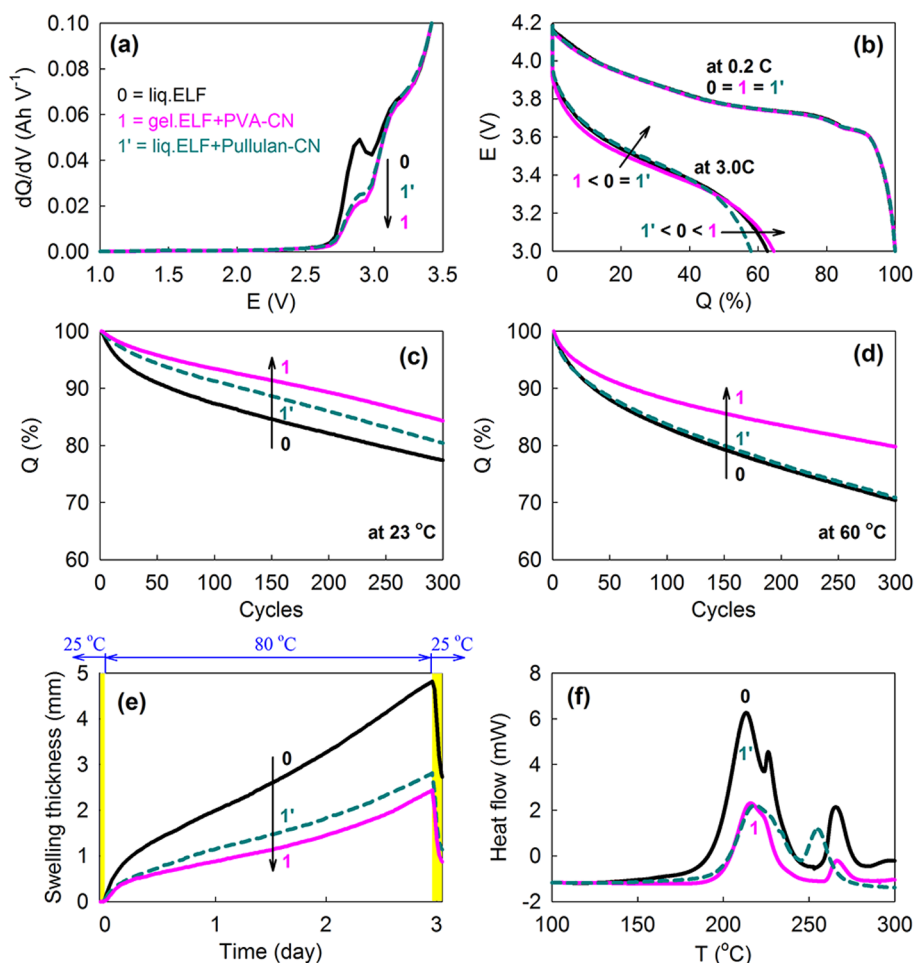 (a)
0 = liq.ELF
1 = gel.ELF+PVA-CN
1' = liq.ELF+Pullulan-CN
0
1'
1
dQ/dV (Ah V⁻¹)
0.10
0.08
0.06
0.04
0.02
0.00
1.0 1.5 2.0 2.5 3.0 3.5
E (V)
(b)
at 0.2 C
0 = 1 = 1'
at 3.0C
1 < 0 = 1'
1' < 0 < 1
E (V)
4.2
3.9
3.6
3.3
3.0
0 20 40 60 80 100
Q (%)
(c)
1
1'
0
at 23 °C
Q (%)
100
90
80
70
60
0 50 100 150 200 250 300
Cycles
(d)
1
1'
0
at 60 °C
Q (%)
100
90
80
70
60
0 50 100 150 200 250 300
Cycles
25 °C 80 °C 25 °C
(e)
0
1'
1
Swelling thickness (mm)
5
4
3
2
1
0
0 1 2 3
Time (day)
(f)
0
1'
1
Heat flow (mW)
8
6
4
2
0
-2
100 150 200 250 300
T (°C)